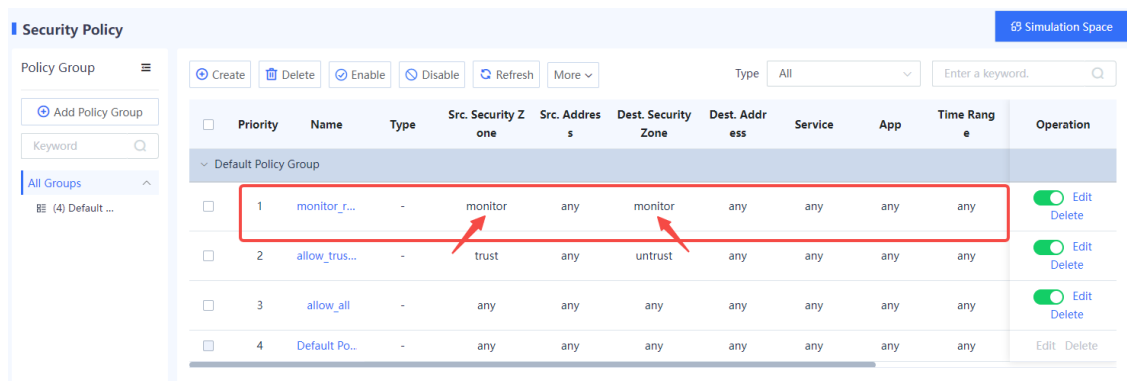 Security Policy
Simulation Space
Policy Group
Add Policy Group
Keyword
All Groups
(4) Default ...
Create Delete Enable Disable Refresh More Type All Enter a keyword.
Priority Name Type Src. Security Z
one Src. Addres
s Dest. Security
Zone Dest. Addr
ess Service App Time Rang
e Operation
Default Policy Group
1 monitor_r... - monitor any monitor any any any any Edit
Delete
2 allow_trus... - trust any untrust any any any any Edit
Delete
3 allow_all - any any any any any any any Edit
Delete
4 Default Po... - any any any any any any any Edit Delete